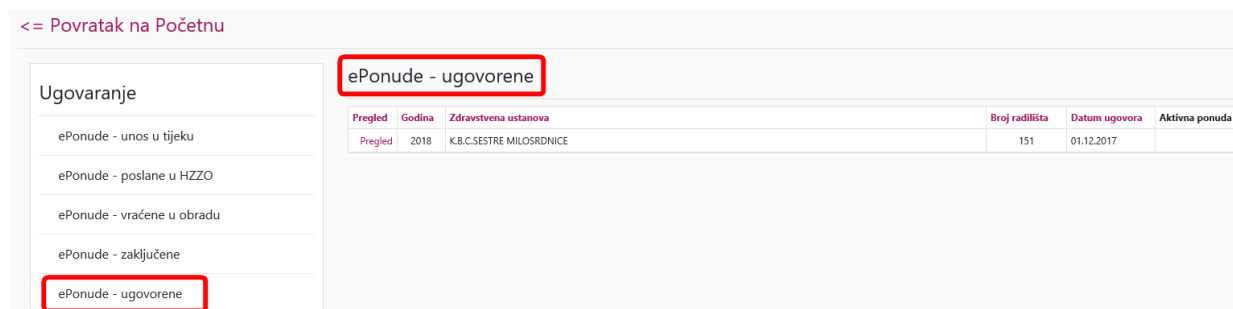 <= Povratak na Početnu
Ugovaranje
ePonude - unos u tijeku
ePonude - poslane u HZZO
ePonude - vraćene u obradu
ePonude - zaključene
ePonude - ugovorene
ePonude - ugovorene
Pregled Godina Zdravstvena ustanova Broj radilišta Datum ugovora Aktivna ponuda
Pregled 2018 K.B.C.SESTRE MILOSRDNICE 151 01.12.2017